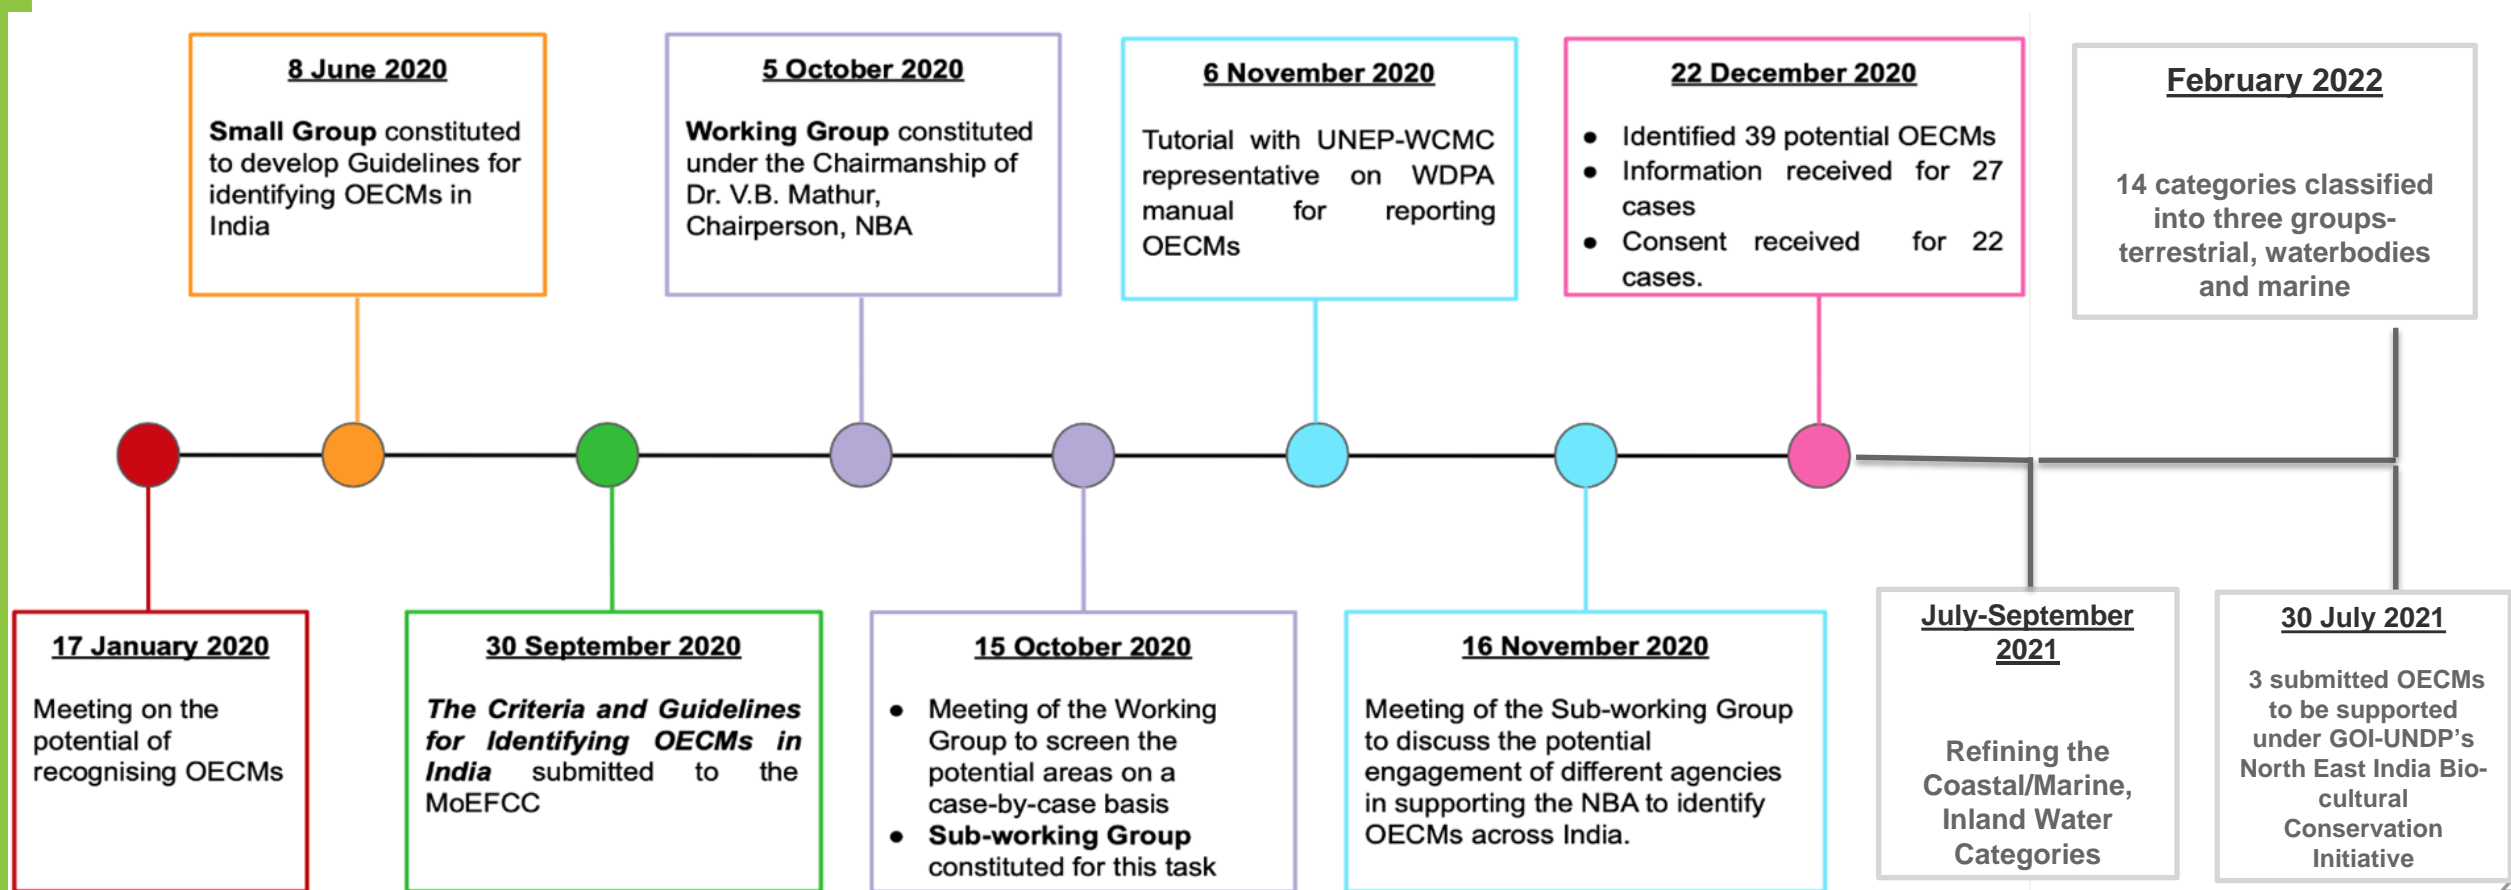 8 June 2020
Small Group constituted
to develop Guidelines for
identifying OECMs in
India
5 October 2020
Working Group constituted
under the Chairmanship of
Dr. V.B. Mathur,
Chairperson, NBA
6 November 2020
Tutorial with UNEP-WCMC
representative on WDPA
manual for reporting
OECMs
22 December 2020
● Identified 39 potential OECMs
● Information received for 27
cases
● Consent received for 22
cases.
February 2022
14 categories classified
into three groups-
terrestrial, waterbodies
and marine
17 January 2020
Meeting on the
potential of
recognising OECMs
30 September 2020
The Criteria and Guidelines
for Identifying OECMs in
India submitted to the
MoEFCC
15 October 2020
● Meeting of the Working
Group to screen the
potential areas on a
case-by-case basis
● Sub-working Group
constituted for this task
16 November 2020
Meeting of the Sub-working Group
to discuss the potential
engagement of different agencies
in supporting the NBA to identify
OECMs across India.
July-September
2021
Refining the
Coastal/Marine,
Inland Water
Categories
30 July 2021
3 submitted OECMs
to be supported
under GOI-UNDP’s
North East India Bio-
cultural
Conservation
Initiative